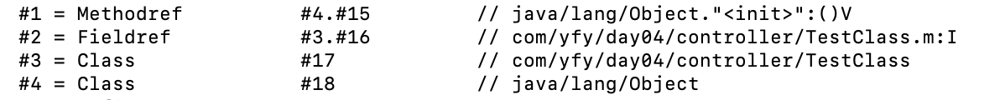 #1 = Methodref #4.#15 // java/lang/Object."<init>":()V
#2 = Fieldref #3.#16 // com/yfy/day04/controller/TestClass.m:I
#3 = Class #17 // com/yfy/day04/controller/TestClass
#4 = Class #18 // java/lang/Object